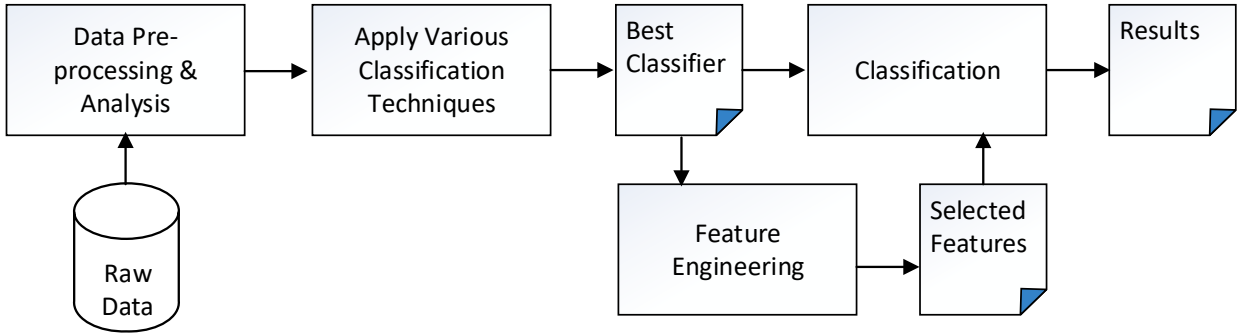 Data Pre-
processing &
Analysis
Apply Various
Classification
Techniques
Best
Classifier
Classification
Results
Raw
Data
Feature
Engineering
Selected
Features